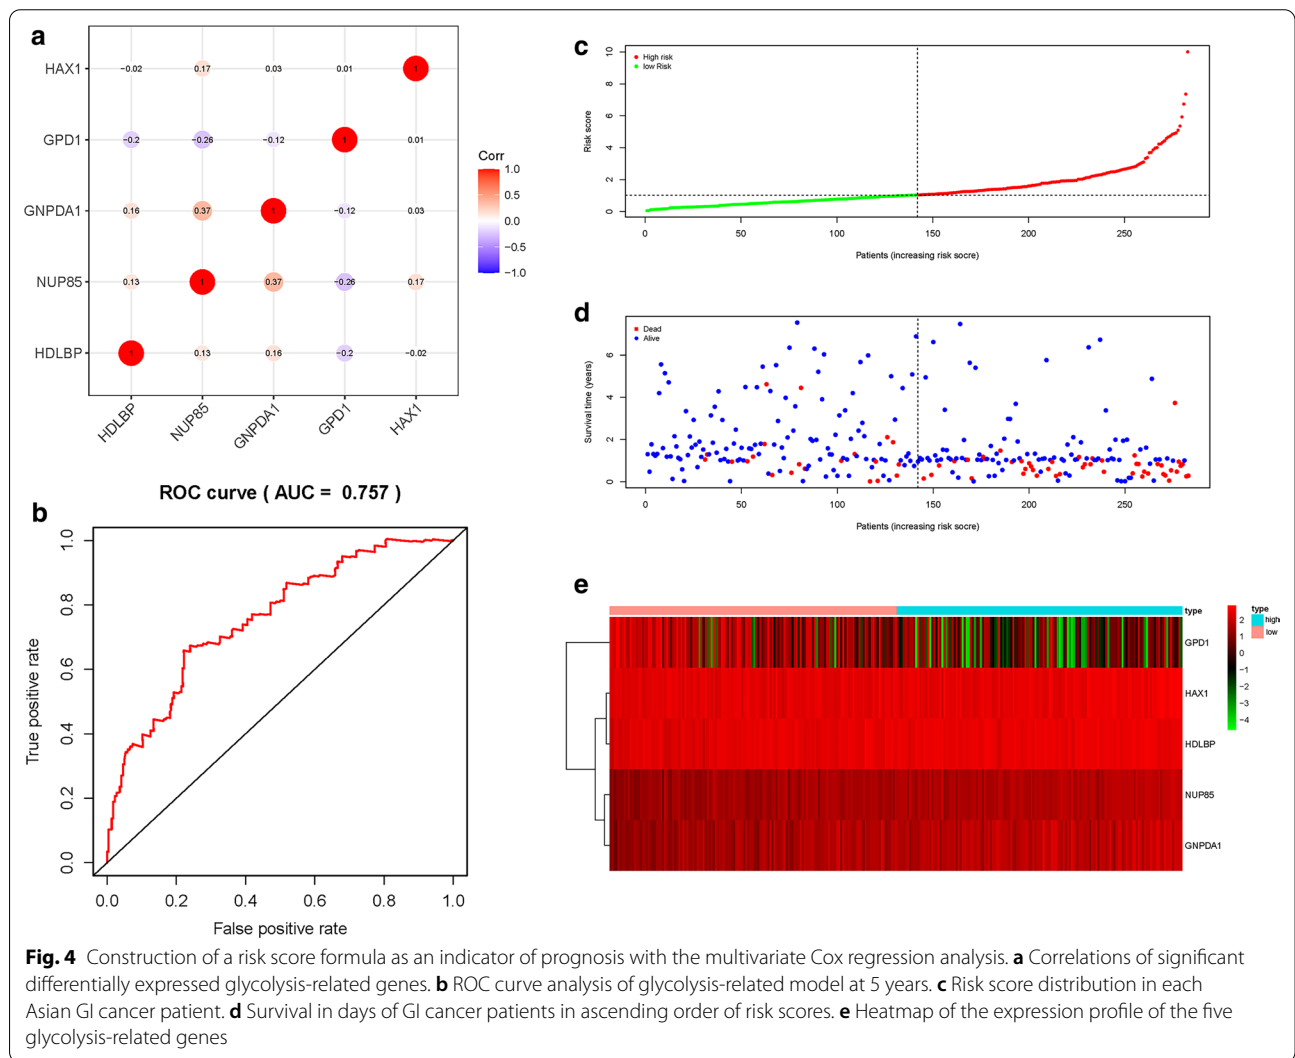 a
HAX1
GPD1
GNPDA1
NUP85
HDLBP
−0.02 0.17 0.03 0.01 1
−0.2 −0.26 −0.12 1 0.01
0.16 0.37 1 −0.12 0.03
0.13 1 0.37 −0.26 0.17
1 0.13 0.16 −0.2 −0.02
HDLBP NUP85 GNPDA1 GPD1 HAX1
Corr
1.0
0.5
0.0
−0.5
−1.0
b
ROC curve ( AUC = 0.757 )
True positive rate
1.0
0.8
0.6
0.4
0.2
0.0
0.0 0.2 0.4 0.6 0.8 1.0
False positive rate
c
High risk
low Risk
Risk score
10
8
6
4
2
0
0 50 100 150 200 250
Patients (increasing risk socre)
d
Dead
Alive
Survival time (years)
6
4
2
0
0 50 100 150 200 250
Patients (increasing risk socre)
e
type
GPD1
HAX1
HDLBP
NUP85
GNPDA1
2
1
0
−1
−2
−3
−4
type
high
low
Fig. 4 Construction of a risk score formula as an indicator of prognosis with the multivariate Cox regression analysis. a Correlations of significant
differentially expressed glycolysis-related genes. b ROC curve analysis of glycolysis-related model at 5 years. c Risk score distribution in each
Asian GI cancer patient. d Survival in days of GI cancer patients in ascending order of risk scores. e Heatmap of the expression profile of the five
glycolysis-related genes